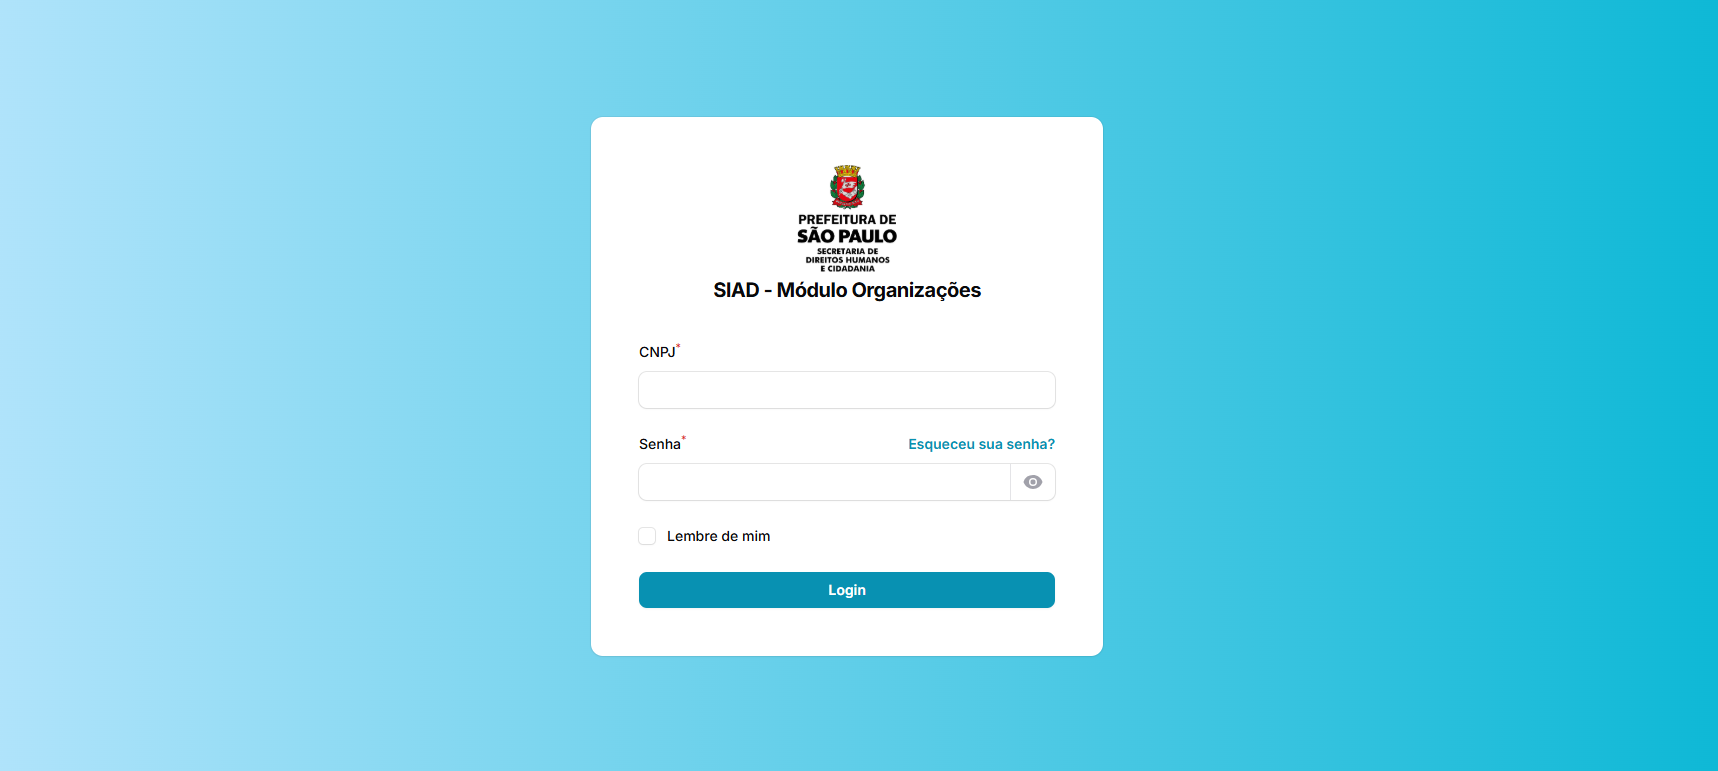 PREFEITURA DE
SÃO PAULO
SECRETARIA DE
DIREITOS HUMANOS
E CIDADANIA
SIAD - Módulo Organizações
CNPJ*
Senha*
Esqueceu sua senha?
Lembre de mim
Login